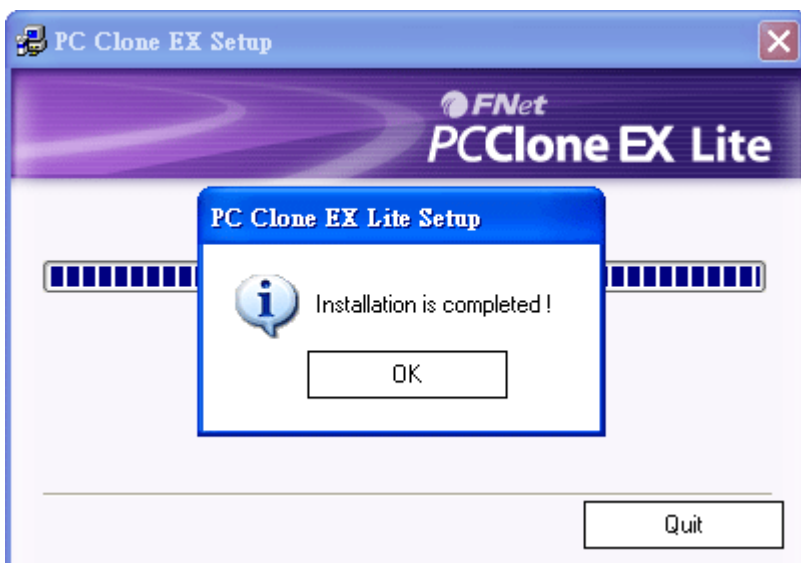 PC Clone EX Setup
FNet
PCClone EX Lite
PC Clone EX Lite Setup
Installation is completed !
OK
Quit